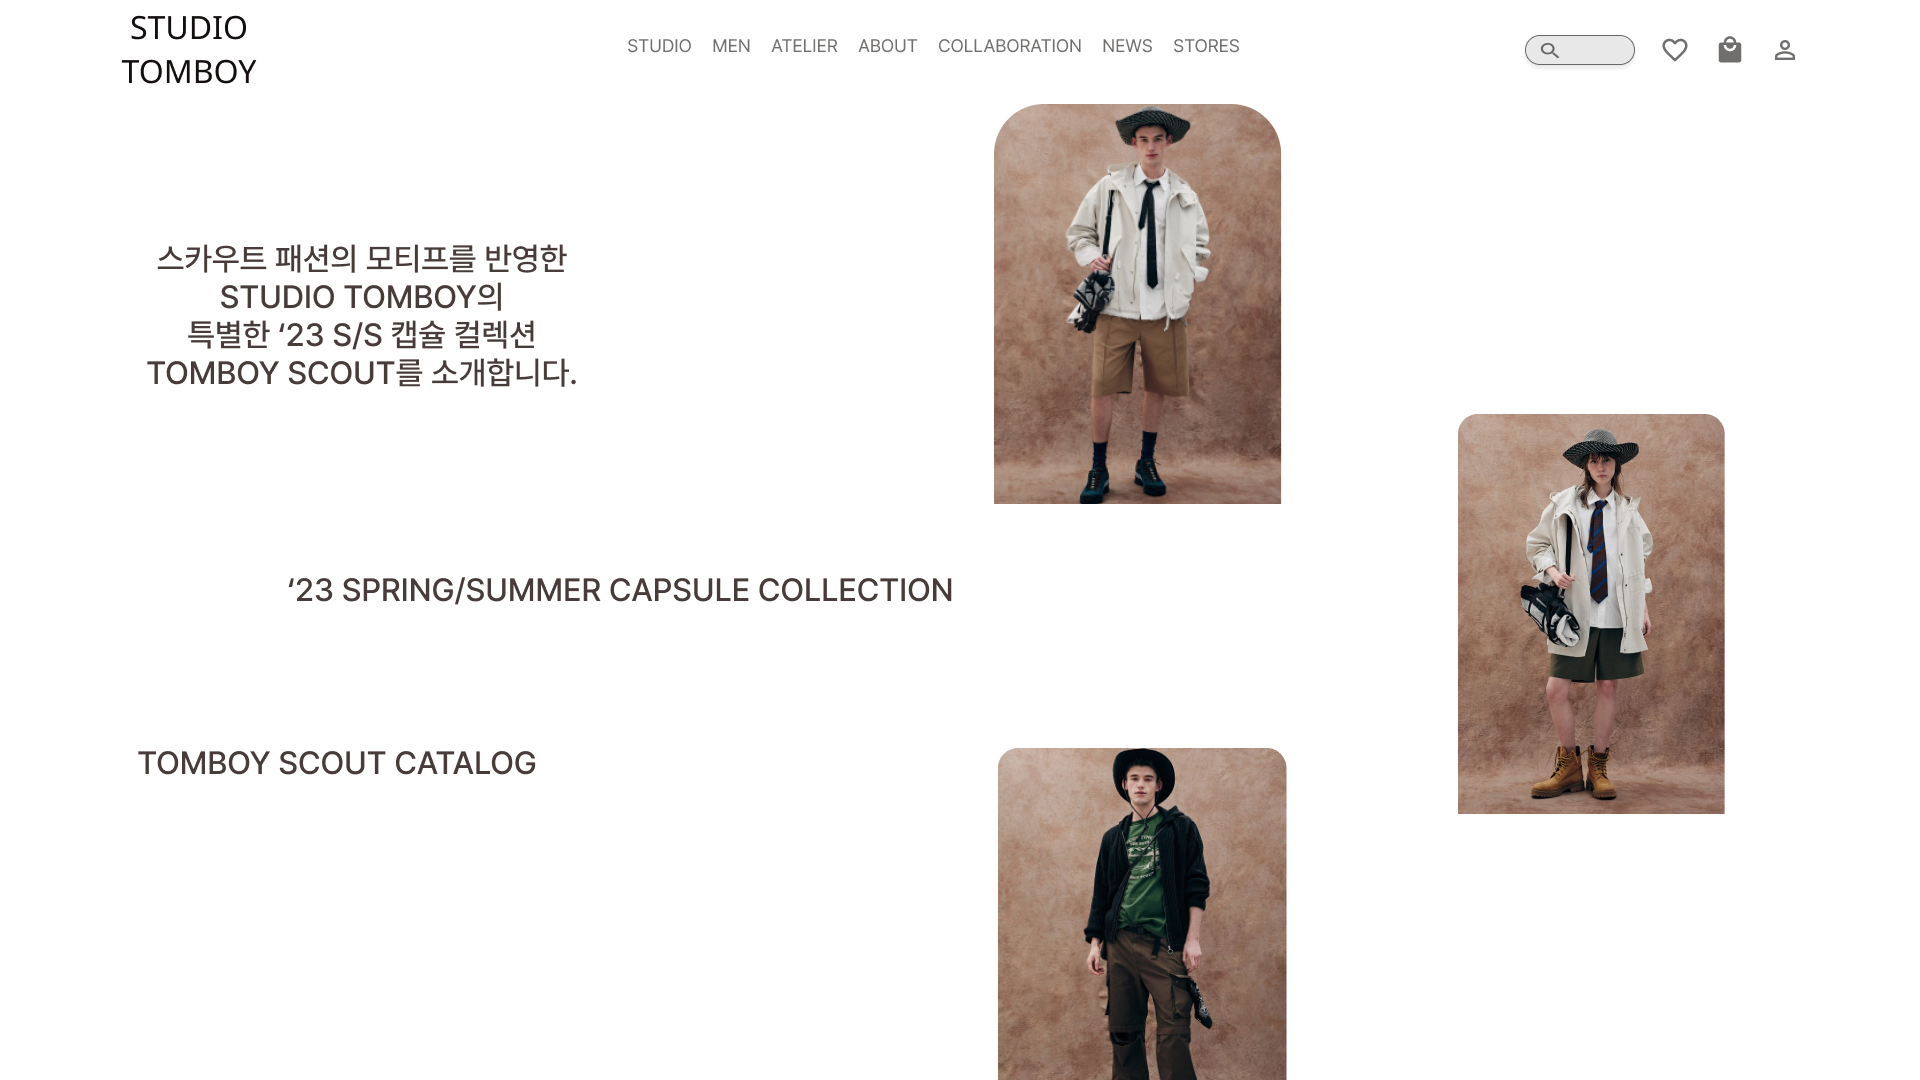 STUDIO
TOMBOY
STUDIO MEN ATELIER ABOUT COLLABORATION NEWS STORES
스카우트 패션의 모티프를 반영한
STUDIO TOMBOY의
특별한 ‘23 S/S 캡슐 컬렉션
TOMBOY SCOUT를 소개합니다.
‘23 SPRING/SUMMER CAPSULE COLLECTION
TOMBOY SCOUT CATALOG